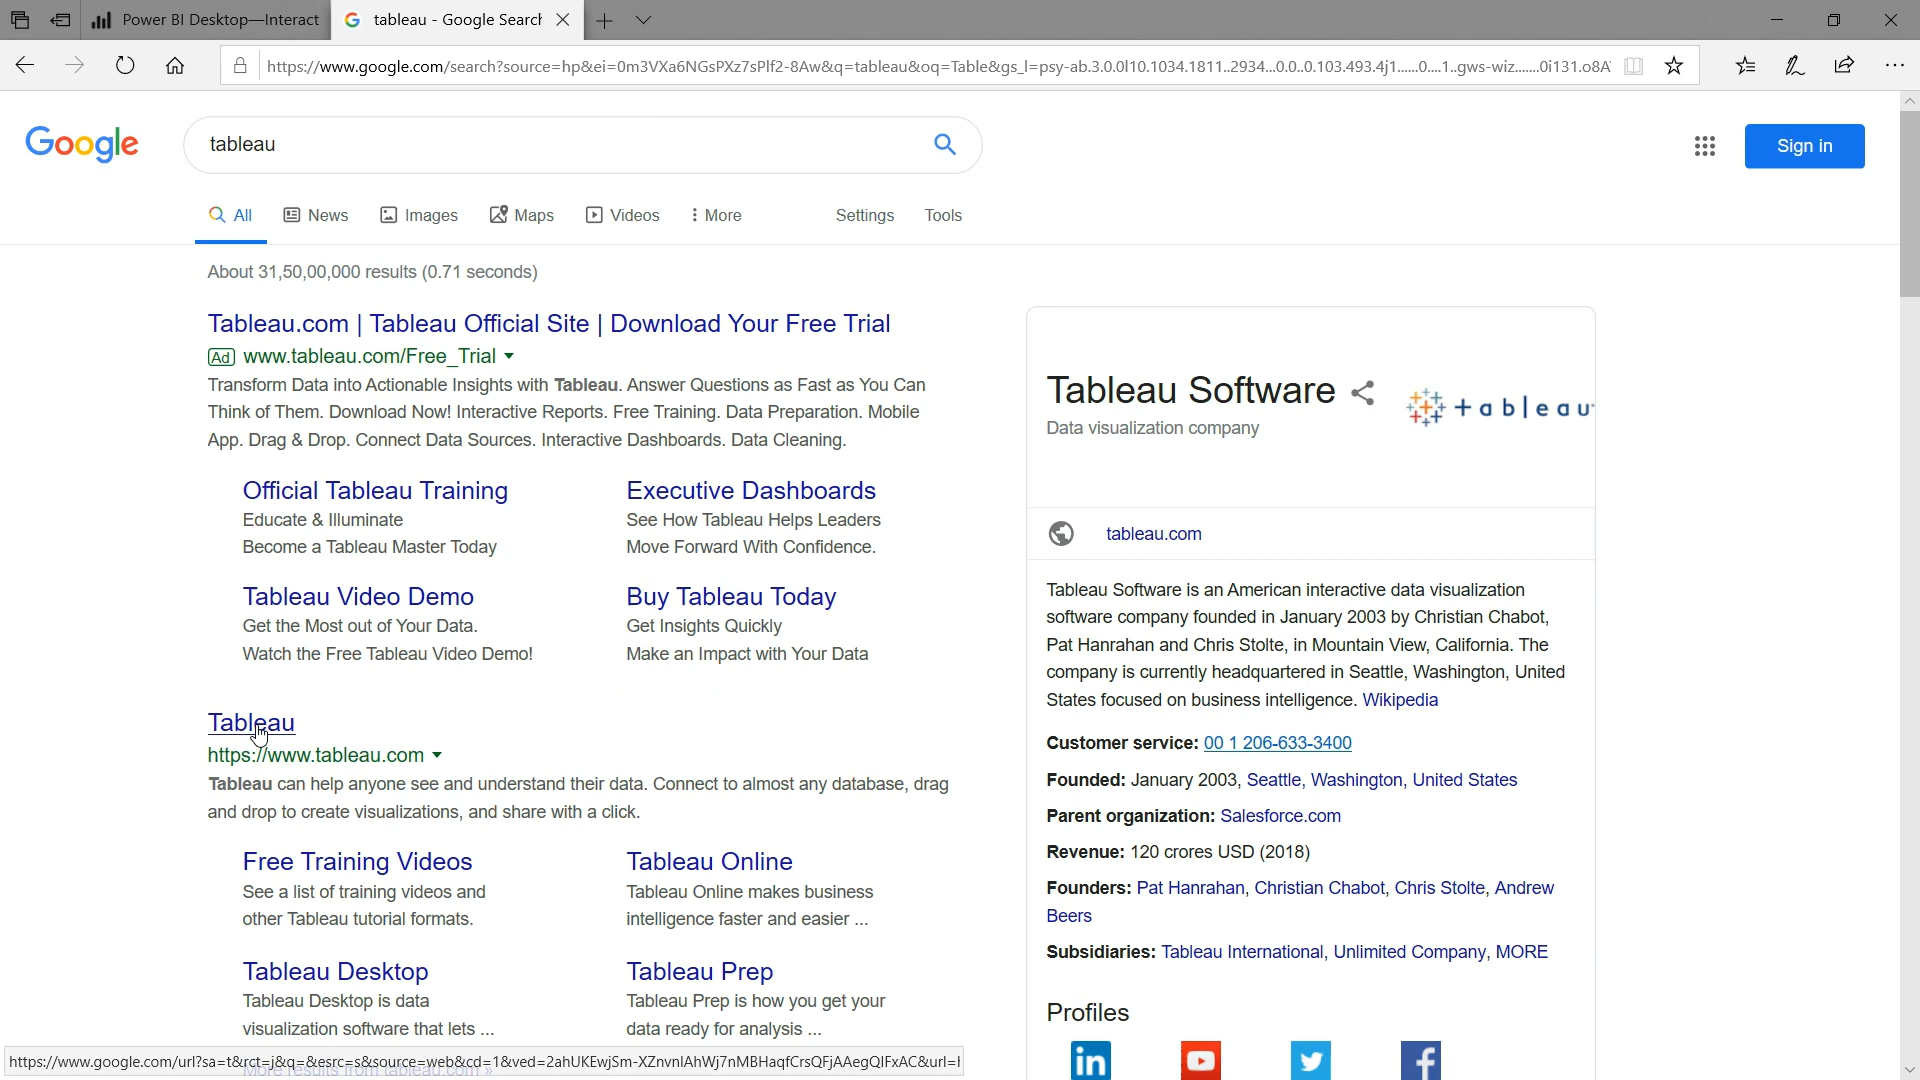 Power BI Desktop—Interact
tableau - Google Search
https://www.google.com/search?source=hp&ei=0m3VXa6NGsPXz7sPlf2-8Aw&q=tableau&oq=Table&gs_l=psy-ab.3.0.0l10.1034.1811..2934...0.0..0.103.493.4j1......0....1..gws-wiz.......0i131.o8A
Google
tableau
Sign in
All
News
Images
Maps
Videos
More
Settings
Tools
About 31,50,00,000 results (0.71 seconds)
Tableau.com | Tableau Official Site | Download Your Free Trial
Ad www.tableau.com/Free_Trial
Transform Data into Actionable Insights with Tableau. Answer Questions as Fast as You Can
Think of Them. Download Now! Interactive Reports. Free Training. Data Preparation. Mobile
App. Drag & Drop. Connect Data Sources. Interactive Dashboards. Data Cleaning.
Official Tableau Training
Educate & Illuminate
Become a Tableau Master Today
Executive Dashboards
See How Tableau Helps Leaders
Move Forward With Confidence.
Tableau Video Demo
Get the Most out of Your Data.
Watch the Free Tableau Video Demo!
Buy Tableau Today
Get Insights Quickly
Make an Impact with Your Data
Tableau
https://www.tableau.com
Tableau can help anyone see and understand their data. Connect to almost any database, drag
and drop to create visualizations, and share with a click.
Free Training Videos
See a list of training videos and
other Tableau tutorial formats.
Tableau Online
Tableau Online makes business
intelligence faster and easier ...
Tableau Desktop
Tableau Desktop is data
visualization software that lets ...
Tableau Prep
Tableau Prep is how you get your
data ready for analysis ...
More results from tableau.com »
https://www.google.com/url?sa=t&rct=j&q=&esrc=s&source=web&cd=1&ved=2ahUKEwjSm-XZnvnlAhWj7nMBHaqfCrsQFjAAegQIFxAC&url=h
Tableau Software
Data visualization company
+ a b l e a u
tableau.com
Tableau Software is an American interactive data visualization
software company founded in January 2003 by Christian Chabot,
Pat Hanrahan and Chris Stolte, in Mountain View, California. The
company is currently headquartered in Seattle, Washington, United
States focused on business intelligence. Wikipedia
Customer service: 00 1 206-633-3400
Founded: January 2003, Seattle, Washington, United States
Parent organization: Salesforce.com
Revenue: 120 crores USD (2018)
Founders: Pat Hanrahan, Christian Chabot, Chris Stolte, Andrew
Beers
Subsidiaries: Tableau International, Unlimited Company, MORE
Profiles
in
f